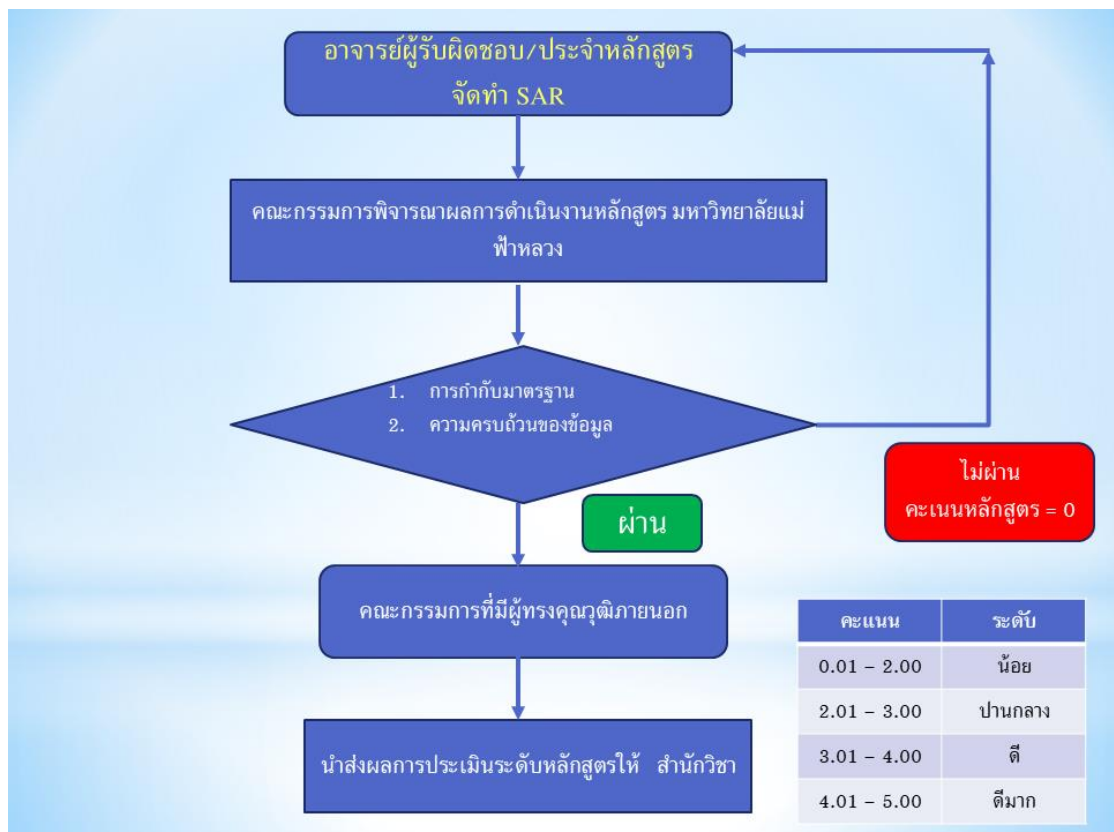 อาจารย์ผู้รับผิดชอบ/ประจำหลักสูตร
จัดทำ SAR
คณะกรรมการพิจารณาผลการดำเนินงานหลักสูตร มหาวิทยาลัยแม่
ฟ้าหลวง
1. การกำกับมาตรฐาน
2. ความครบถ้วนของข้อมูล
ไม่ผ่าน
คะเนนหลักสูตร = 0
ผ่าน
คณะกรรมการที่มีผู้ทรงคุณวุฒิภายนอก
นำส่งผลการประเมินระดับหลักสูตรให้ สำนักวิชา
คะแนน ระดับ
0.01 – 2.00 น้อย
2.01 – 3.00 ปานกลาง
3.01 – 4.00 ดี
4.01 – 5.00 ดีมาก